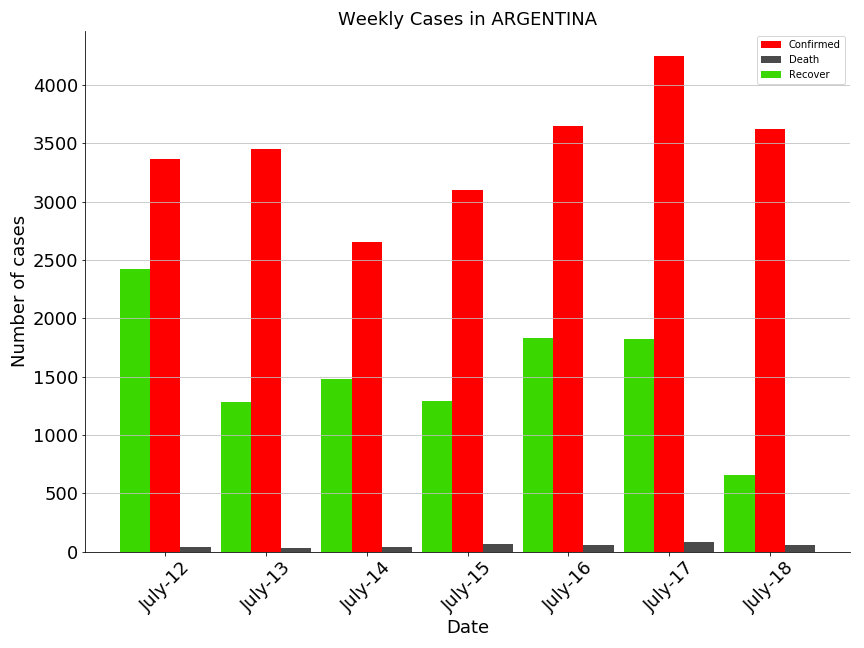 Weekly Cases in ARGENTINA
Confirmed
Death
Recover
Number of cases
4000
3500
3000
2500
2000
1500
1000
500
0
July-12
July-13
July-14
July-15
July-16
July-17
July-18
Date